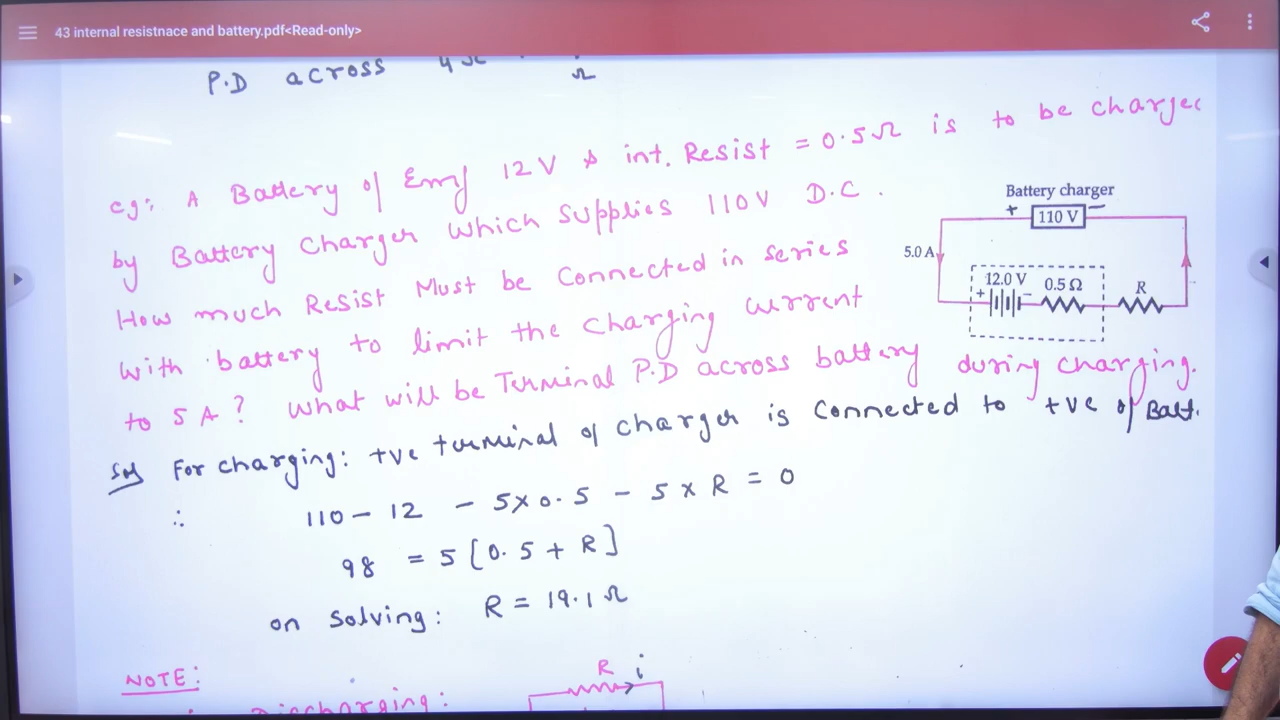 43 internal resistnace and battery.pdf<Read-only>
P.D across 4Ω
Ω
eg: A Battery of Emf 12 V & int. Resist = 0.5Ω is to be charged
by Battery Charger which supplies 110V D.C.
How much Resist Must be Connected in series
with battery to limit the charging current
to 5 A? What will be Terminal P.D across battery during charging.
Battery charger
+ 110 V −
5.0 A
12.0 V 0.5 Ω R
+ −
Sol For charging: +ve terminal of charger is Connected to +ve of Batt.
∴ 110 − 12 − 5×0.5 − 5 × R = 0
98 = 5 [0.5 + R]
on Solving: R = 19.1 Ω
NOTE:
R i
Discharging: